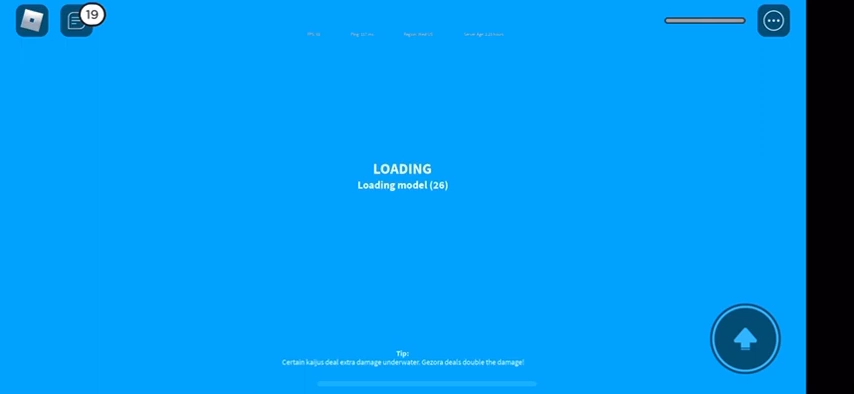 19
LOADING
Loading model (26)
Tip:
Certain kaijus deal extra damage underwater. Gezora deals double the damage!